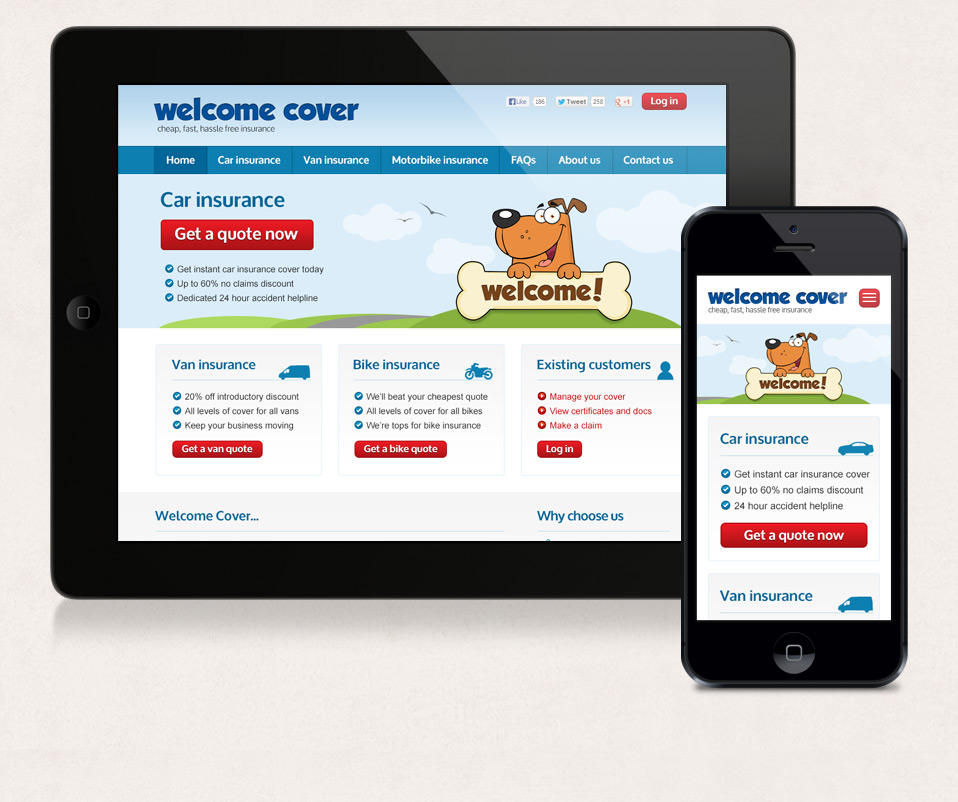 welcome cover
cheap, fast, hassle free insurance
Like 186 Tweet 258 +1 Log in
Home Car insurance Van insurance Motorbike insurance FAQs About us Contact us
Car insurance
Get a quote now
Get instant car insurance cover today
Up to 60% no claims discount
Dedicated 24 hour accident helpline
welcome!
Van insurance
20% off introductory discount
All levels of cover for all vans
Keep your business moving
Get a van quote
Bike insurance
We'll beat your cheapest quote
All levels of cover for all bikes
We're tops for bike insurance
Get a bike quote
Existing customers
Manage your cover
View certificates and docs
Make a claim
Log in
Welcome Cover...
Why choose us
welcome cover
cheap, fast, hassle free insurance
welcome!
Car insurance
Get instant car insurance cover
Up to 60% no claims discount
24 hour accident helpline
Get a quote now
Van insurance